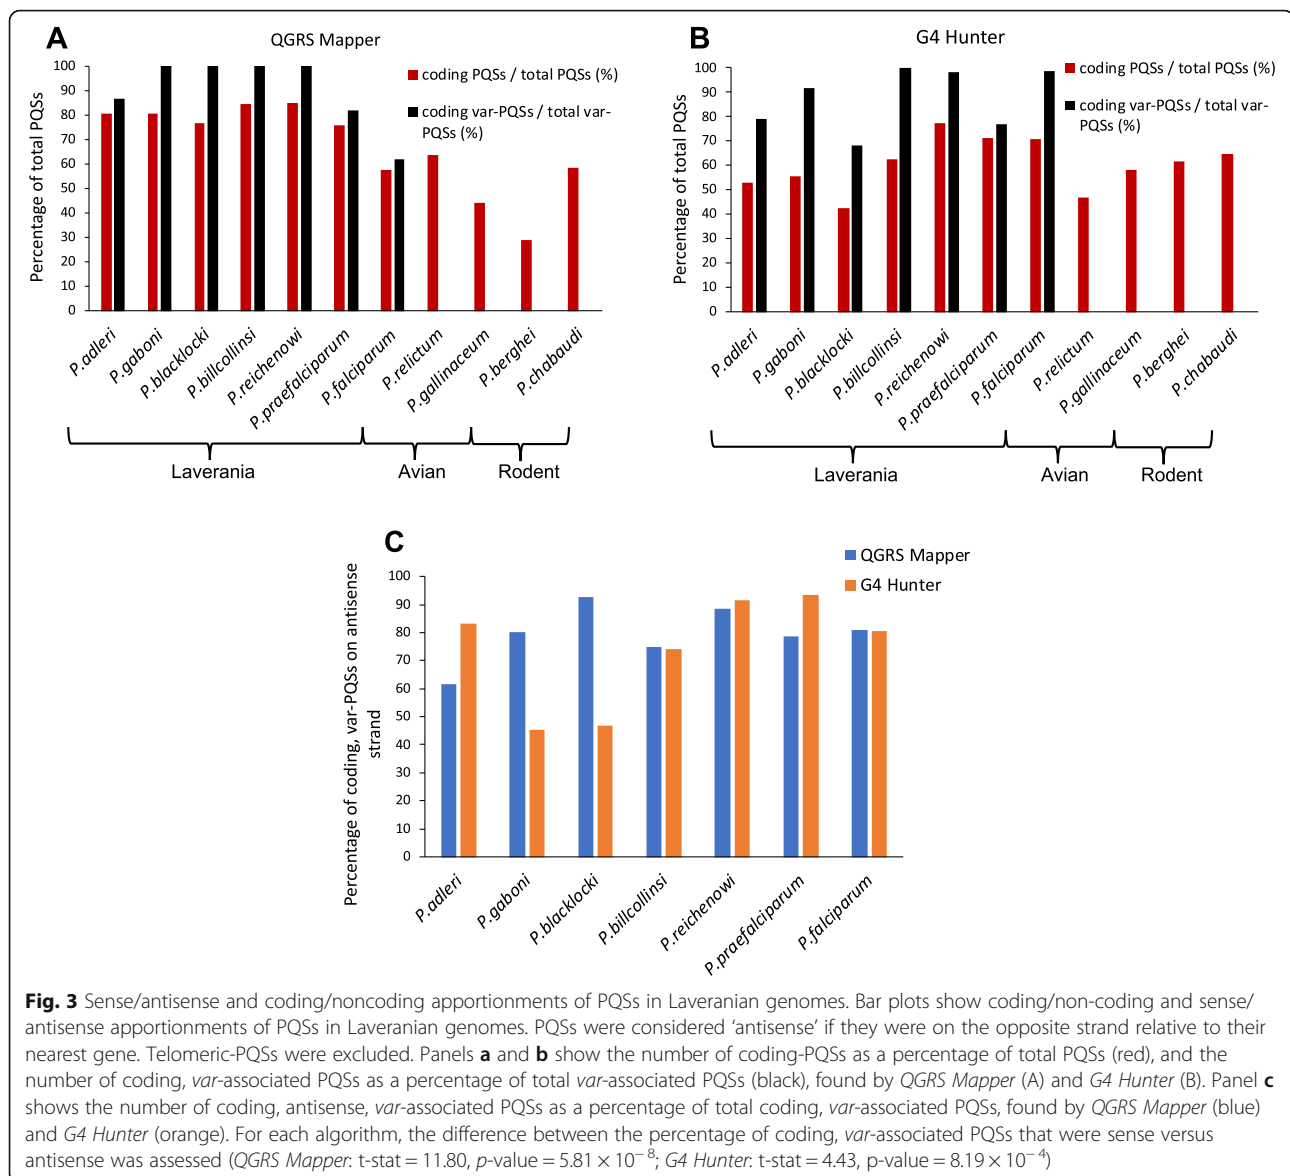 A
QGRS Mapper
coding PQSs / total PQSs (%)
coding var-PQSs / total var-
PQSs (%)
Percentage of total PQSs
100
90
80
70
60
50
40
30
20
10
0
P.adleri
P.gaboni
P.blacklocki
P.billcollinsi
P.reichenowi
P.praefalciparum
P.falciparum
P.relictum
P.gallinaceum
P.berghei
P.chabaudi
Laverania
Avian
Rodent
B
G4 Hunter
coding PQSs / total PQSs (%)
coding var-PQSs / total var-
PQSs (%)
Percentage of total PQSs
100
90
80
70
60
50
40
30
20
10
0
P.adleri
P.gaboni
P.blacklocki
P.billcollinsi
P.reichenowi
P.praefalciparum
P.falciparum
P.relictum
P.gallinaceum
P.berghei
P.chabaudi
Laverania
Avian
Rodent
C
QGRS Mapper
G4 Hunter
Percentage of coding, var-PQSs on antisense
strand
100
90
80
70
60
50
40
30
20
10
0
P.adleri
P.gaboni
P.blacklocki
P.billcollinsi
P.reichenowi
P.praefalciparum
P.falciparum
Fig. 3 Sense/antisense and coding/noncoding apportionments of PQSs in Laveranian genomes. Bar plots show coding/non-coding and sense/
antisense apportionments of PQSs in Laveranian genomes. PQSs were considered ‘antisense’ if they were on the opposite strand relative to their
nearest gene. Telomeric-PQSs were excluded. Panels a and b show the number of coding-PQSs as a percentage of total PQSs (red), and the
number of coding, var-associated PQSs as a percentage of total var-associated PQSs (black), found by QGRS Mapper (A) and G4 Hunter (B). Panel c
shows the number of coding, antisense, var-associated PQSs as a percentage of total coding, var-associated PQSs, found by QGRS Mapper (blue)
and G4 Hunter (orange). For each algorithm, the difference between the percentage of coding, var-associated PQSs that were sense versus
antisense was assessed (QGRS Mapper: t-stat = 11.80, p-value = 5.81 × 10⁻⁸; G4 Hunter: t-stat = 4.43, p-value = 8.19 × 10⁻⁴)